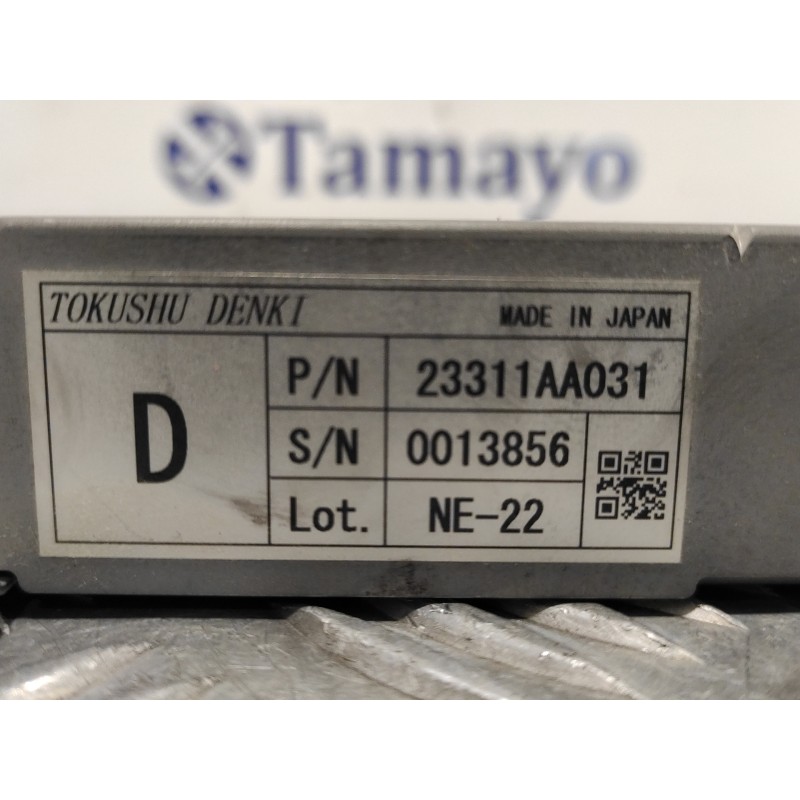 Tamayo
TOKUSHU DENKI MADE IN JAPAN
D
P/N 23311AA031
S/N 0013856
Lot. NE-22